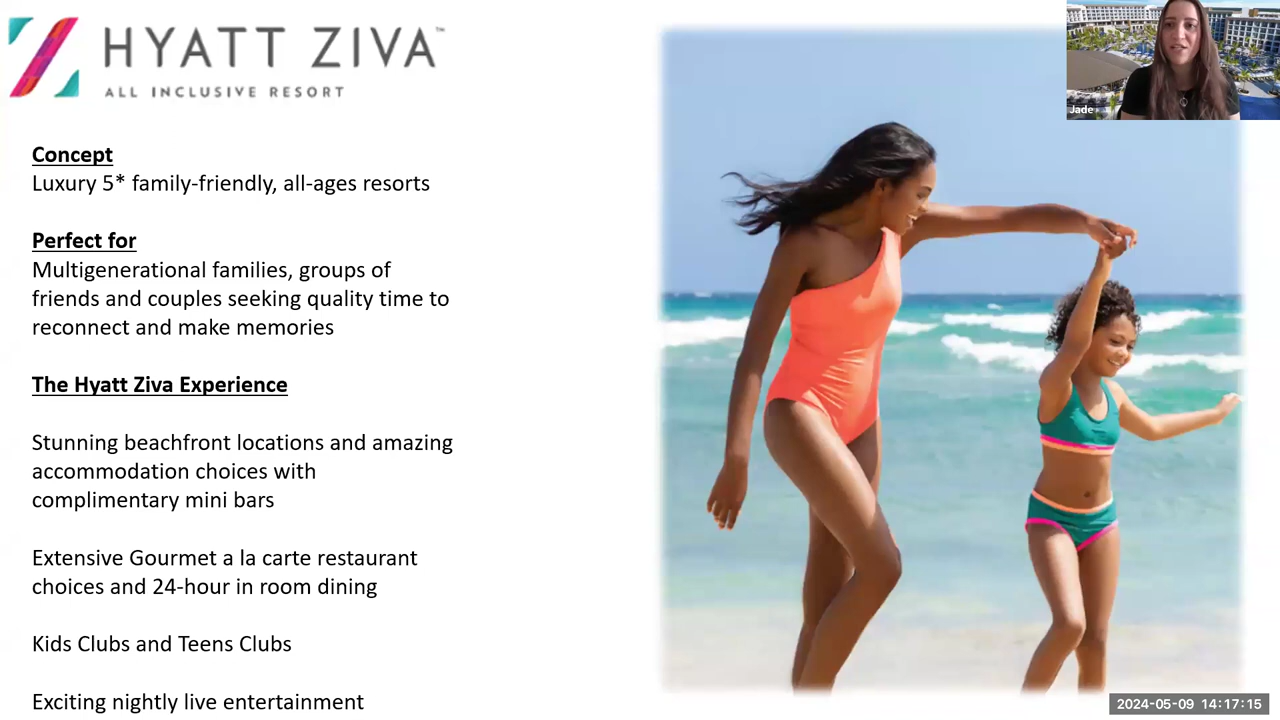 HYATT ZIVA™
ALL INCLUSIVE RESORT
Jade
Concept
Luxury 5* family-friendly, all-ages resorts
Perfect for
Multigenerational families, groups of
friends and couples seeking quality time to
reconnect and make memories
The Hyatt Ziva Experience
Stunning beachfront locations and amazing
accommodation choices with
complimentary mini bars
Extensive Gourmet a la carte restaurant
choices and 24-hour in room dining
Kids Clubs and Teens Clubs
Exciting nightly live entertainment
2024-05-09 14:17:15